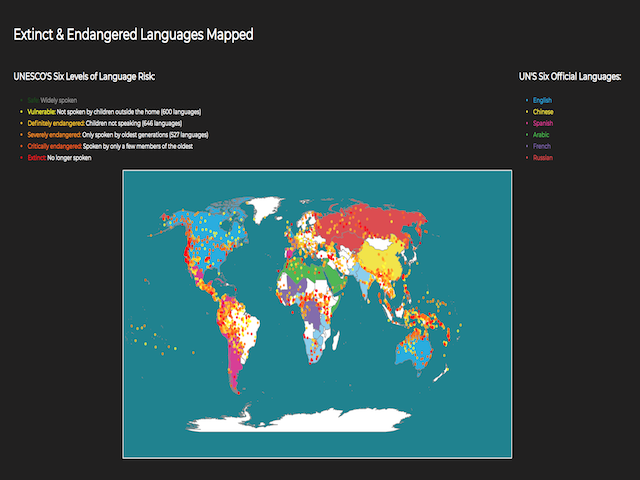 Extinct & Endangered Languages Mapped
UNESCO'S Six Levels of Language Risk:
Safe: Widely spoken
Vulnerable: Not spoken by children outside the home (600 languages)
Definitely endangered: Children not speaking (646 languages)
Severely endangered: Only spoken by oldest generations (527 languages)
Critically endangered: Spoken by only a few members of the oldest
Extinct: No longer spoken
UN'S Six Official Languages:
English
Chinese
Spanish
Arabic
French
Russian